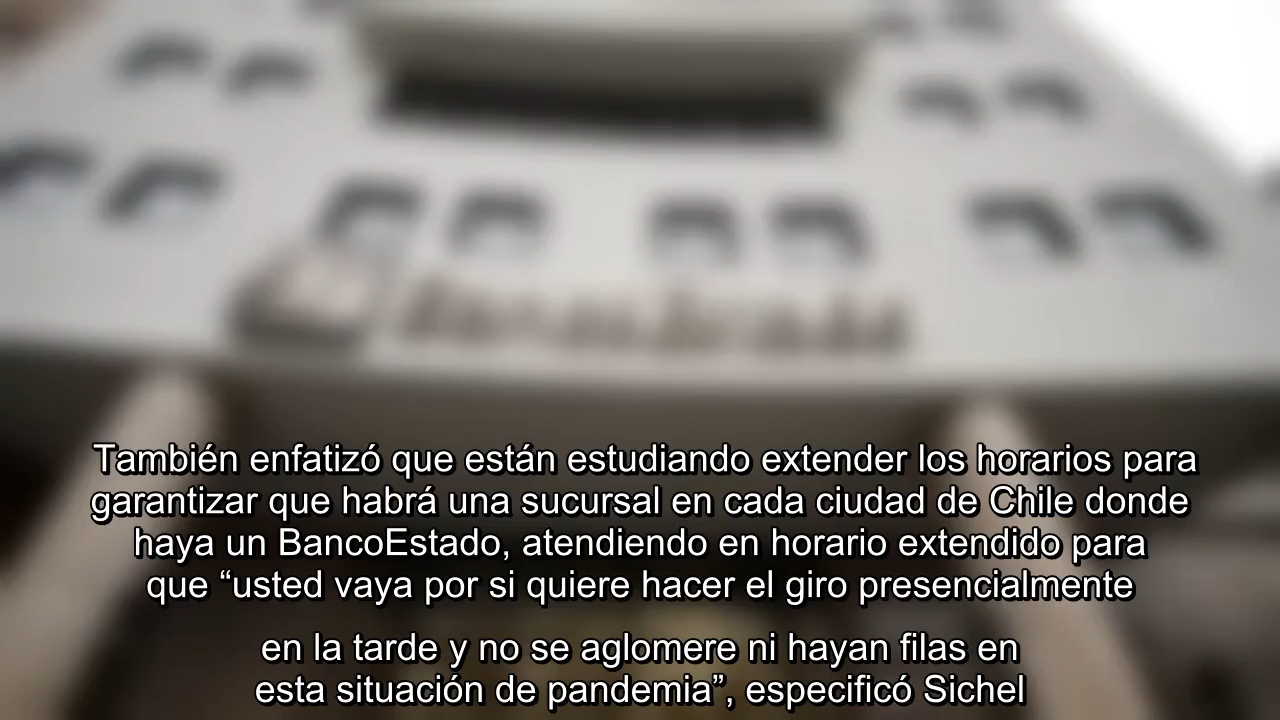 También enfatizó que están estudiando extender los horarios para
garantizar que habrá una sucursal en cada ciudad de Chile donde
haya un BancoEstado, atendiendo en horario extendido para
que “usted vaya por si quiere hacer el giro presencialmente
en la tarde y no se aglomere ni hayan filas en
esta situación de pandemia”, especificó Sichel